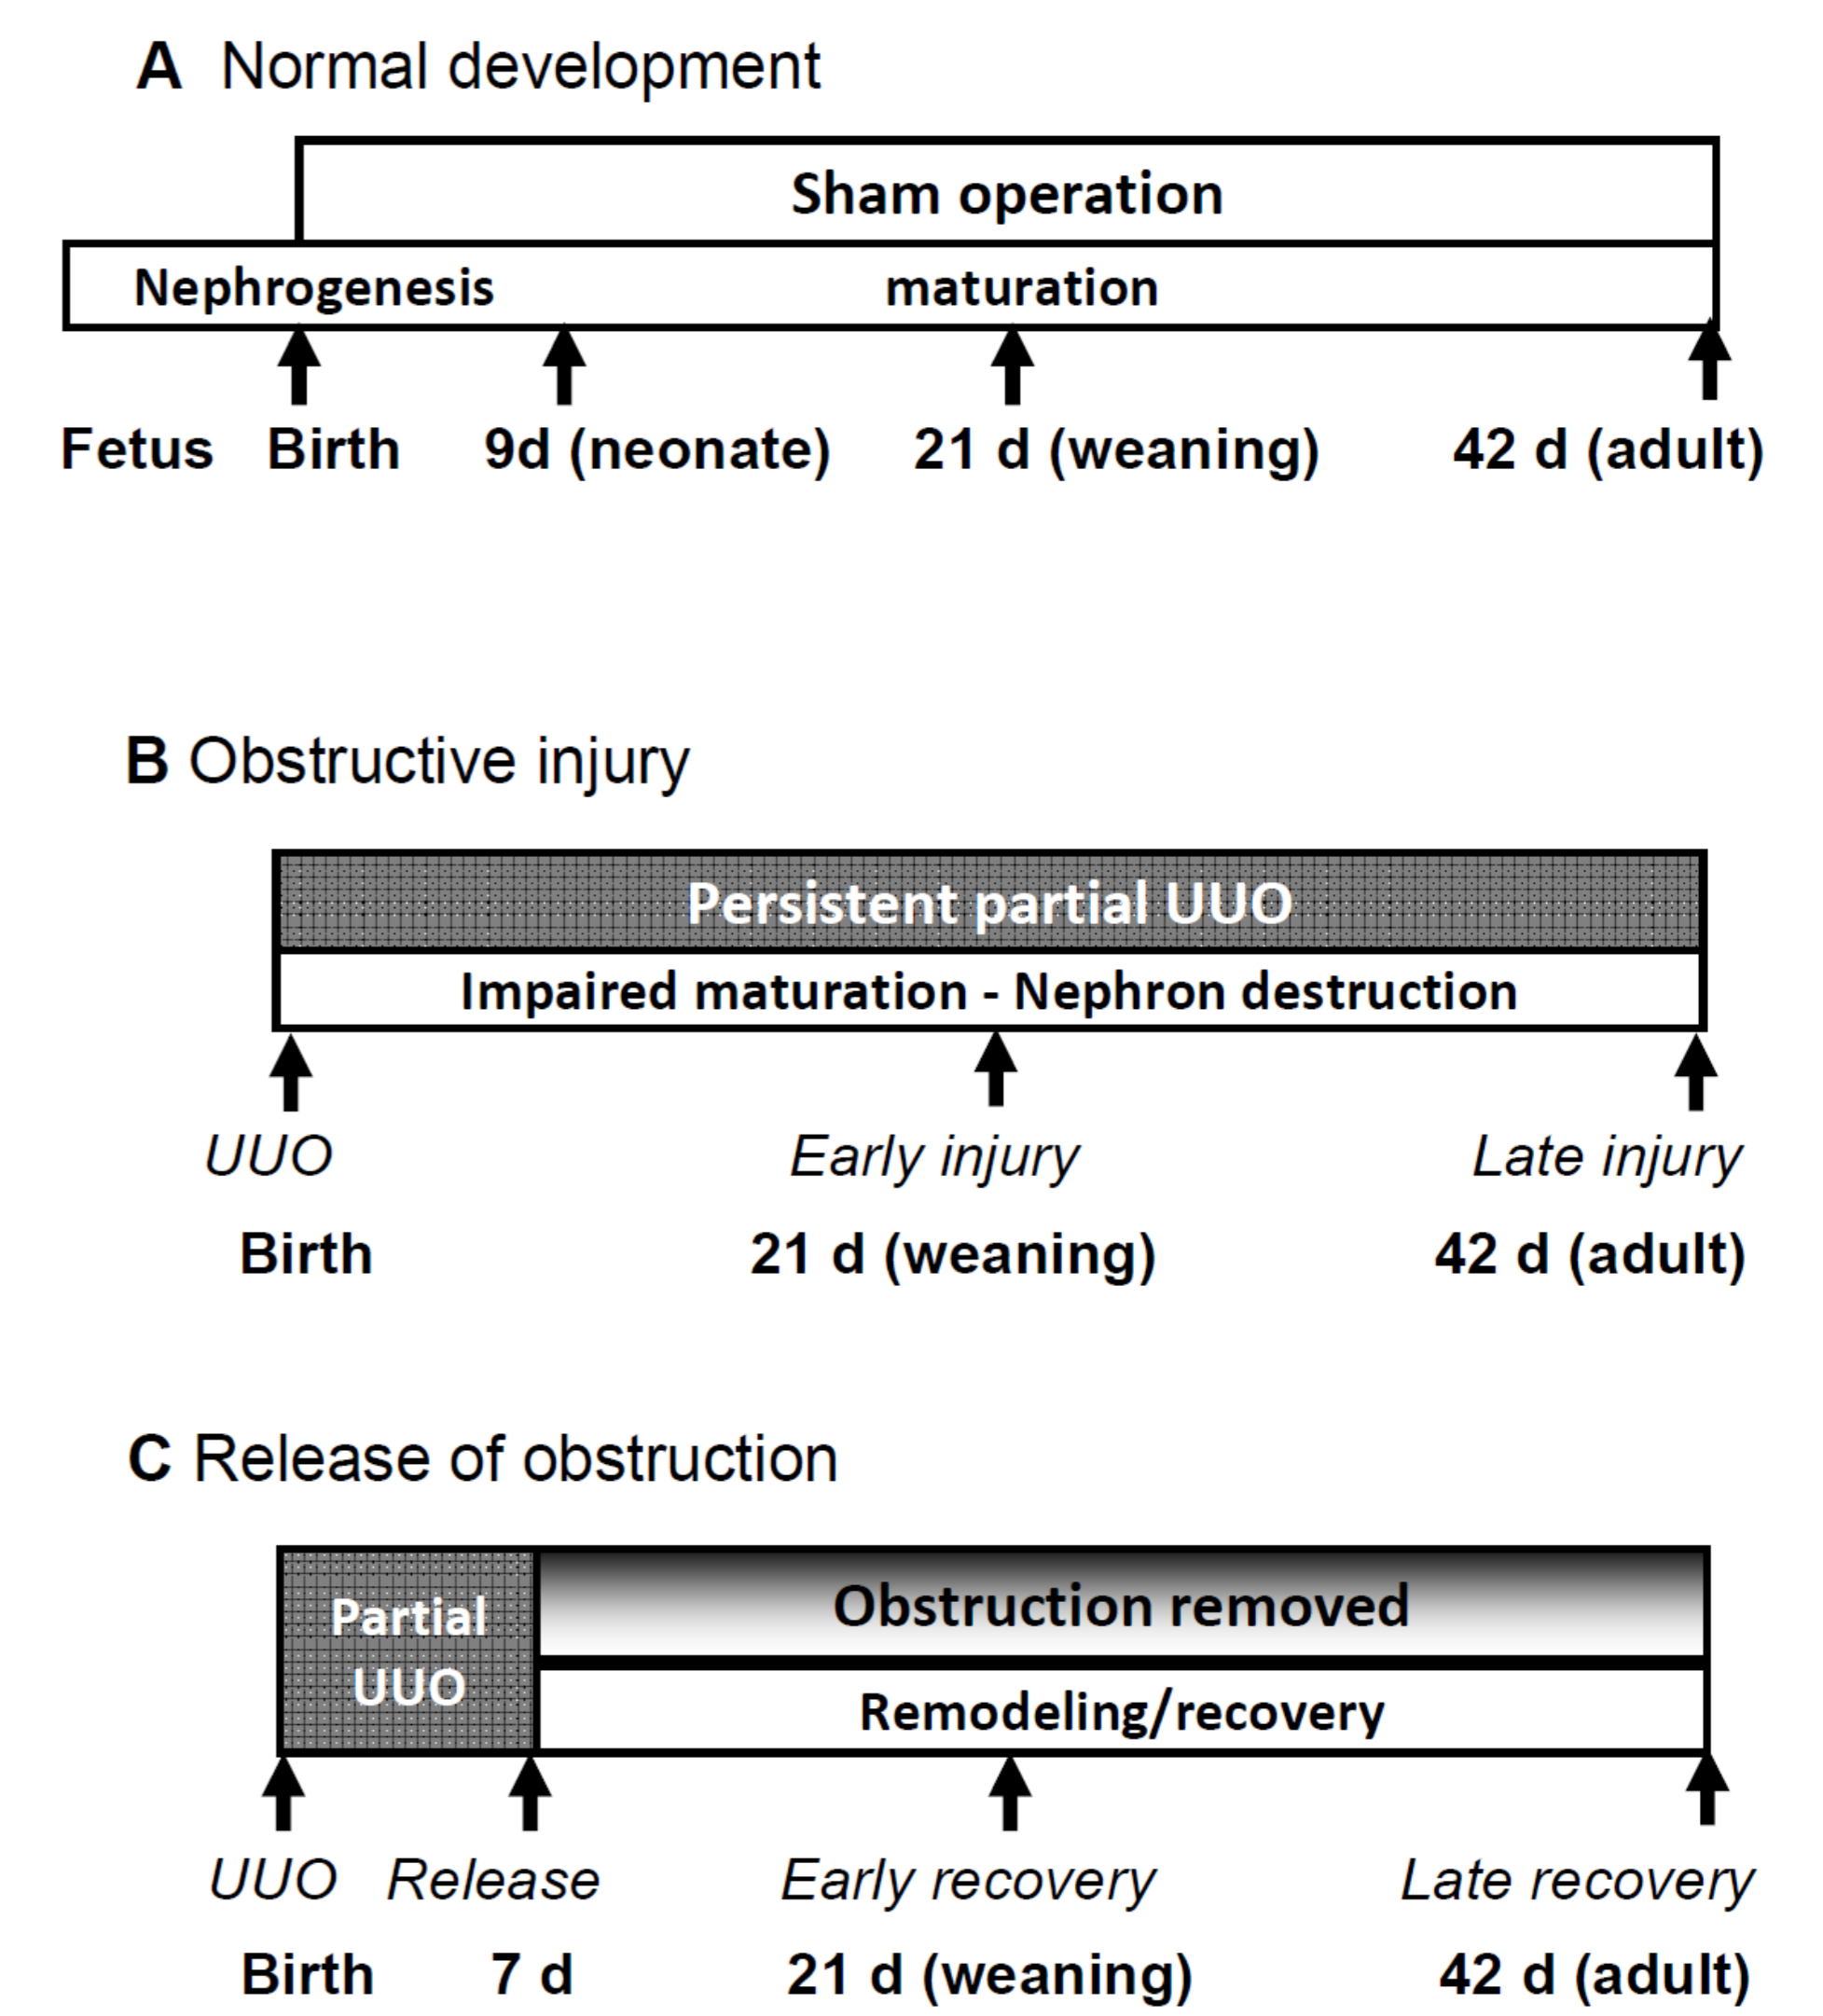 A Normal development
Sham operation
Nephrogenesis maturation
Fetus Birth 9d (neonate) 21 d (weaning) 42 d (adult)
B Obstructive injury
Persistent partial UUO
Impaired maturation - Nephron destruction
UUO Early injury Late injury
Birth 21 d (weaning) 42 d (adult)
C Release of obstruction
Partial
UUO
Obstruction removed
Remodeling/recovery
UUO Release Early recovery Late recovery
Birth 7 d 21 d (weaning) 42 d (adult)